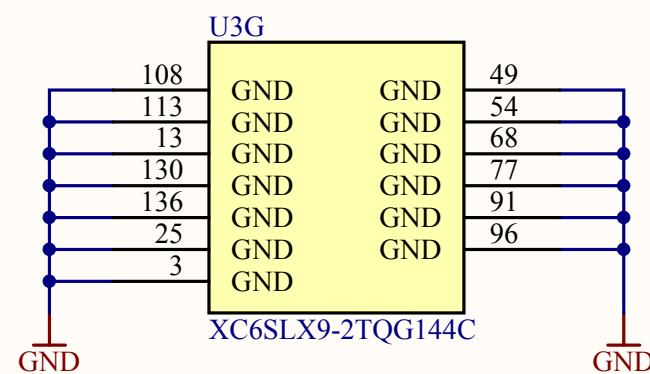 U3G
108 GND GND 49
113 GND GND 54
13 GND GND 68
130 GND GND 77
136 GND GND 91
25 GND GND 96
3 GND
XC6SLX9-2TQG144C
GND GND